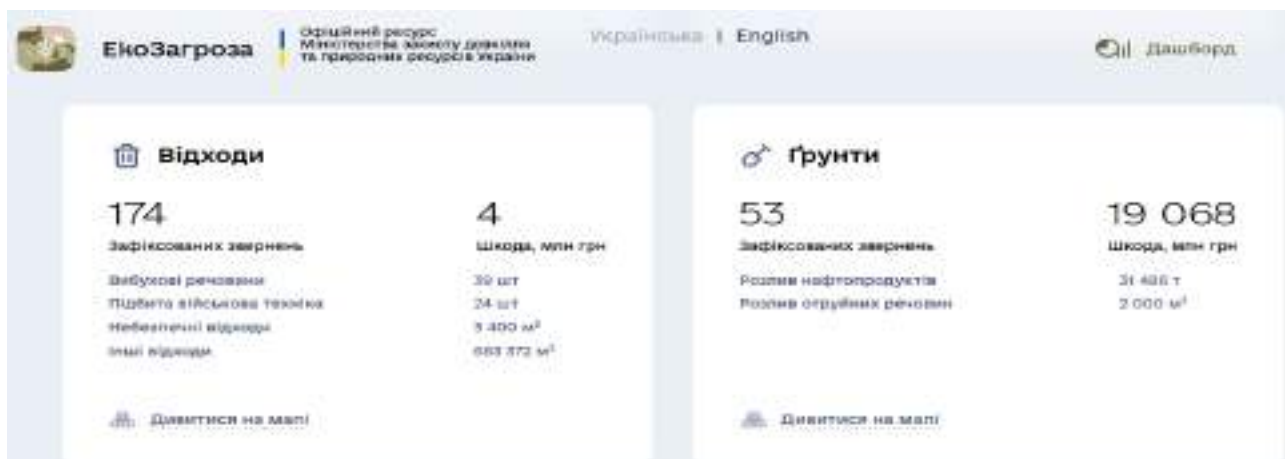 ЕкоЗагроза
Офіційний ресурс
Міністерства захисту довкілля
та природних ресурсів України
Українська | English
Дашборд
Відходи
174
Зафіксованих звернень
4
Шкода, млн грн
Вибухові речовини 39 шт
Підбита військова техніка 24 шт
Небезпечні відходи
Інші відходи
Дивитися на мапі
Ґрунти
53
Зафіксованих звернень
19 068
Шкода, млн грн
Розлив нафтопродуктів
Розлив отруйних речовин 2 000
Дивитися на мапі